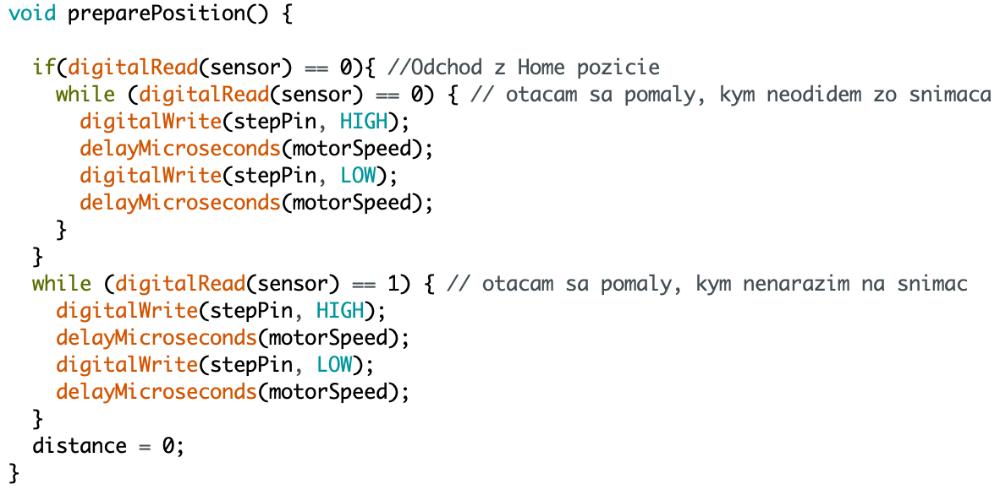 void preparePosition() {
if(digitalRead(sensor) == 0){ //Odchod z Home pozicie
while (digitalRead(sensor) == 0) { // otacam sa pomaly, kym neodidem zo snimaca
digitalWrite(stepPin, HIGH);
delayMicroseconds(motorSpeed);
digitalWrite(stepPin, LOW);
delayMicroseconds(motorSpeed);
}
}
while (digitalRead(sensor) == 1) { // otacam sa pomaly, kym nenarazim na snimac
digitalWrite(stepPin, HIGH);
delayMicroseconds(motorSpeed);
digitalWrite(stepPin, LOW);
delayMicroseconds(motorSpeed);
}
distance = 0;
}